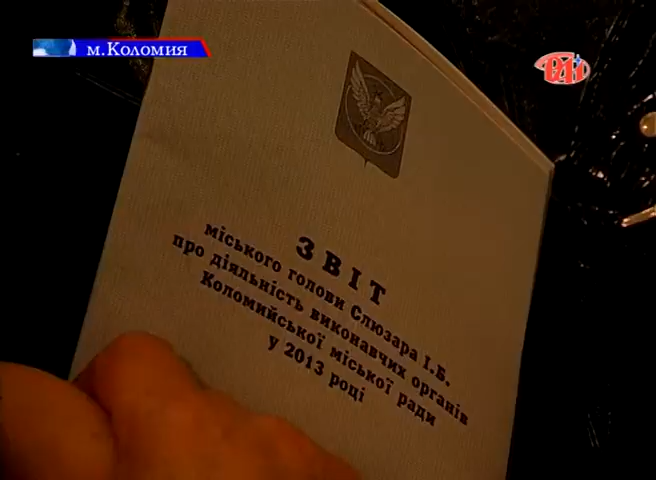 м.Коломия
ЗВІТ
міського голови Слюзара І.Б.
про діяльність виконавчих органів
Коломийської міської ради
у 2013 році